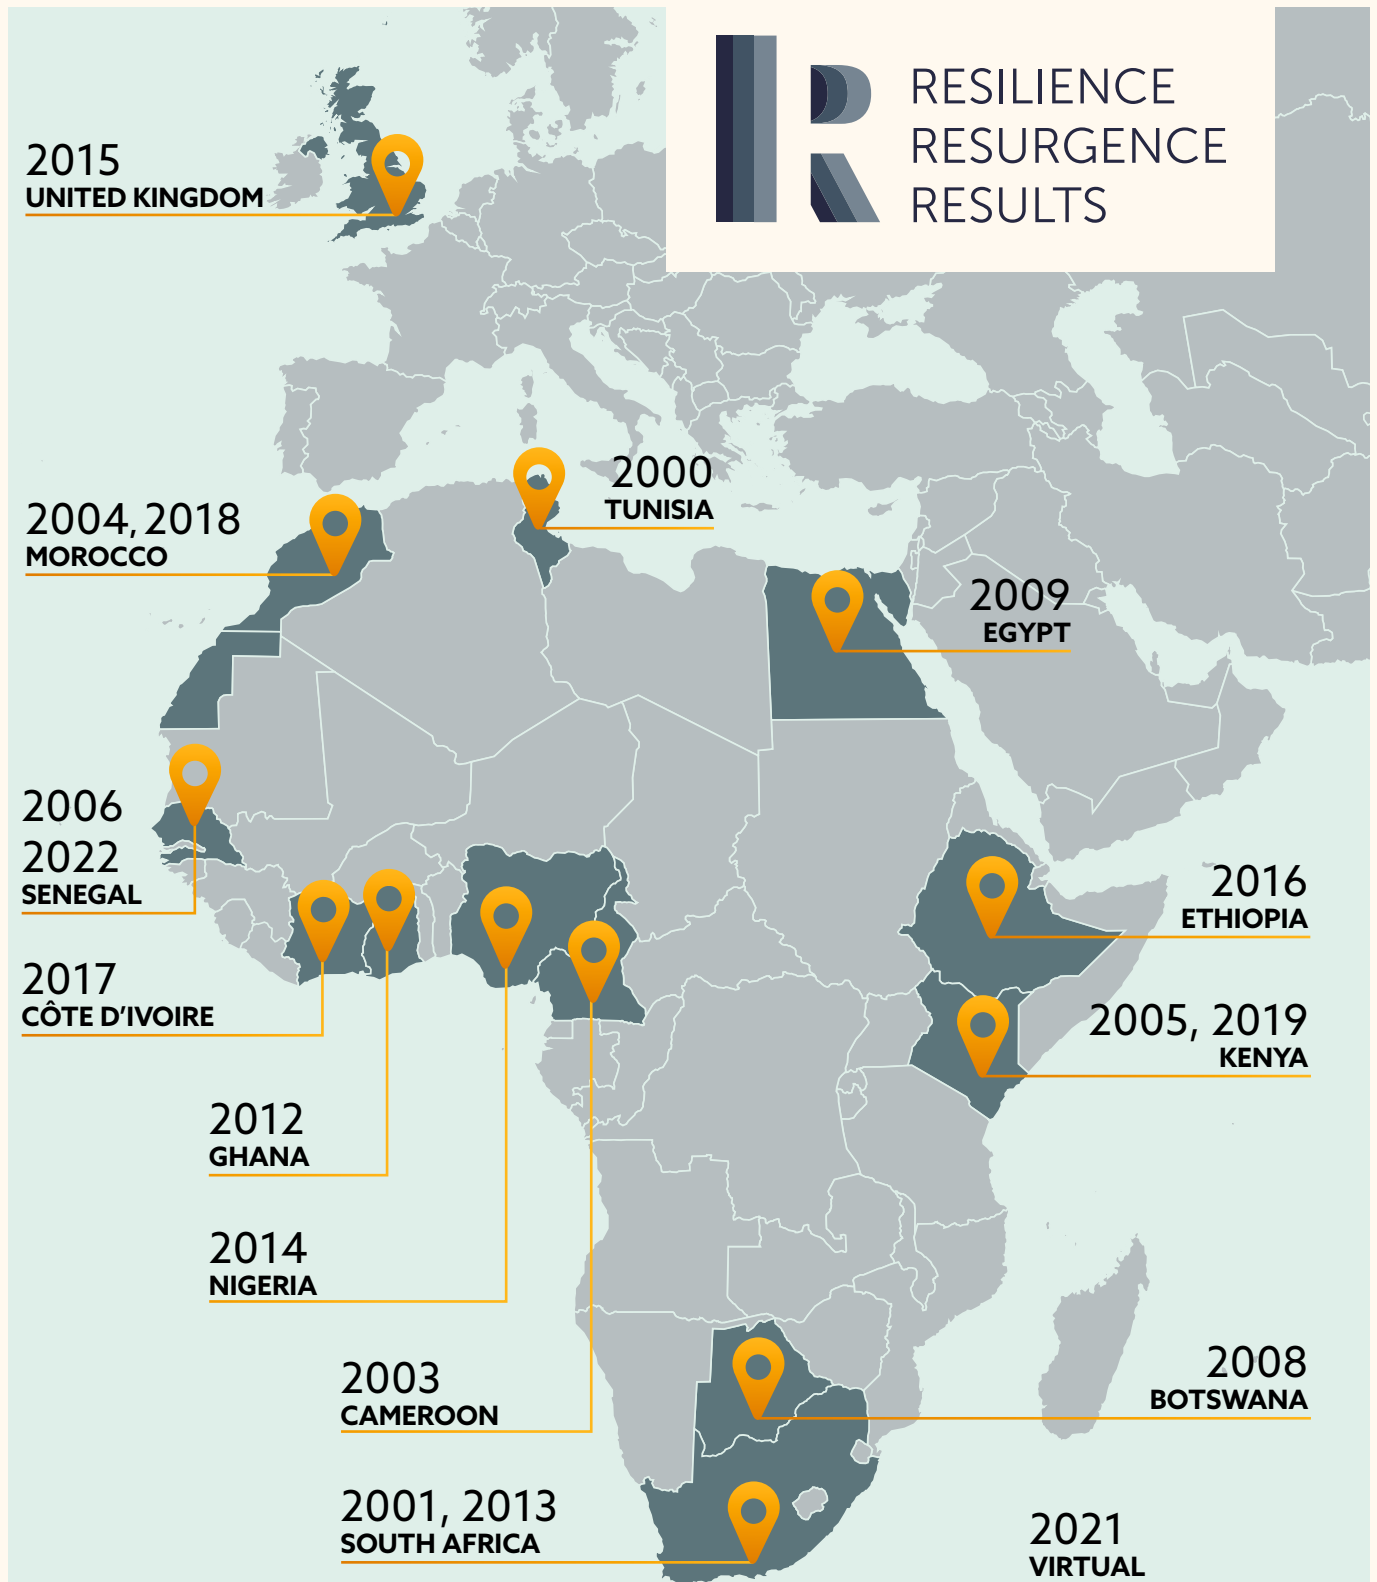 RESILIENCE
RESURGENCE
RESULTS
2015
UNITED KINGDOM
2000
TUNISIA
2004, 2018
MOROCCO
2009
EGYPT
2006
2022
SENEGAL
2016
ETHIOPIA
2017
CÔTE D'IVOIRE
2005, 2019
KENYA
2012
GHANA
2014
NIGERIA
2003
CAMEROON
2008
BOTSWANA
2001, 2013
SOUTH AFRICA
2021
VIRTUAL